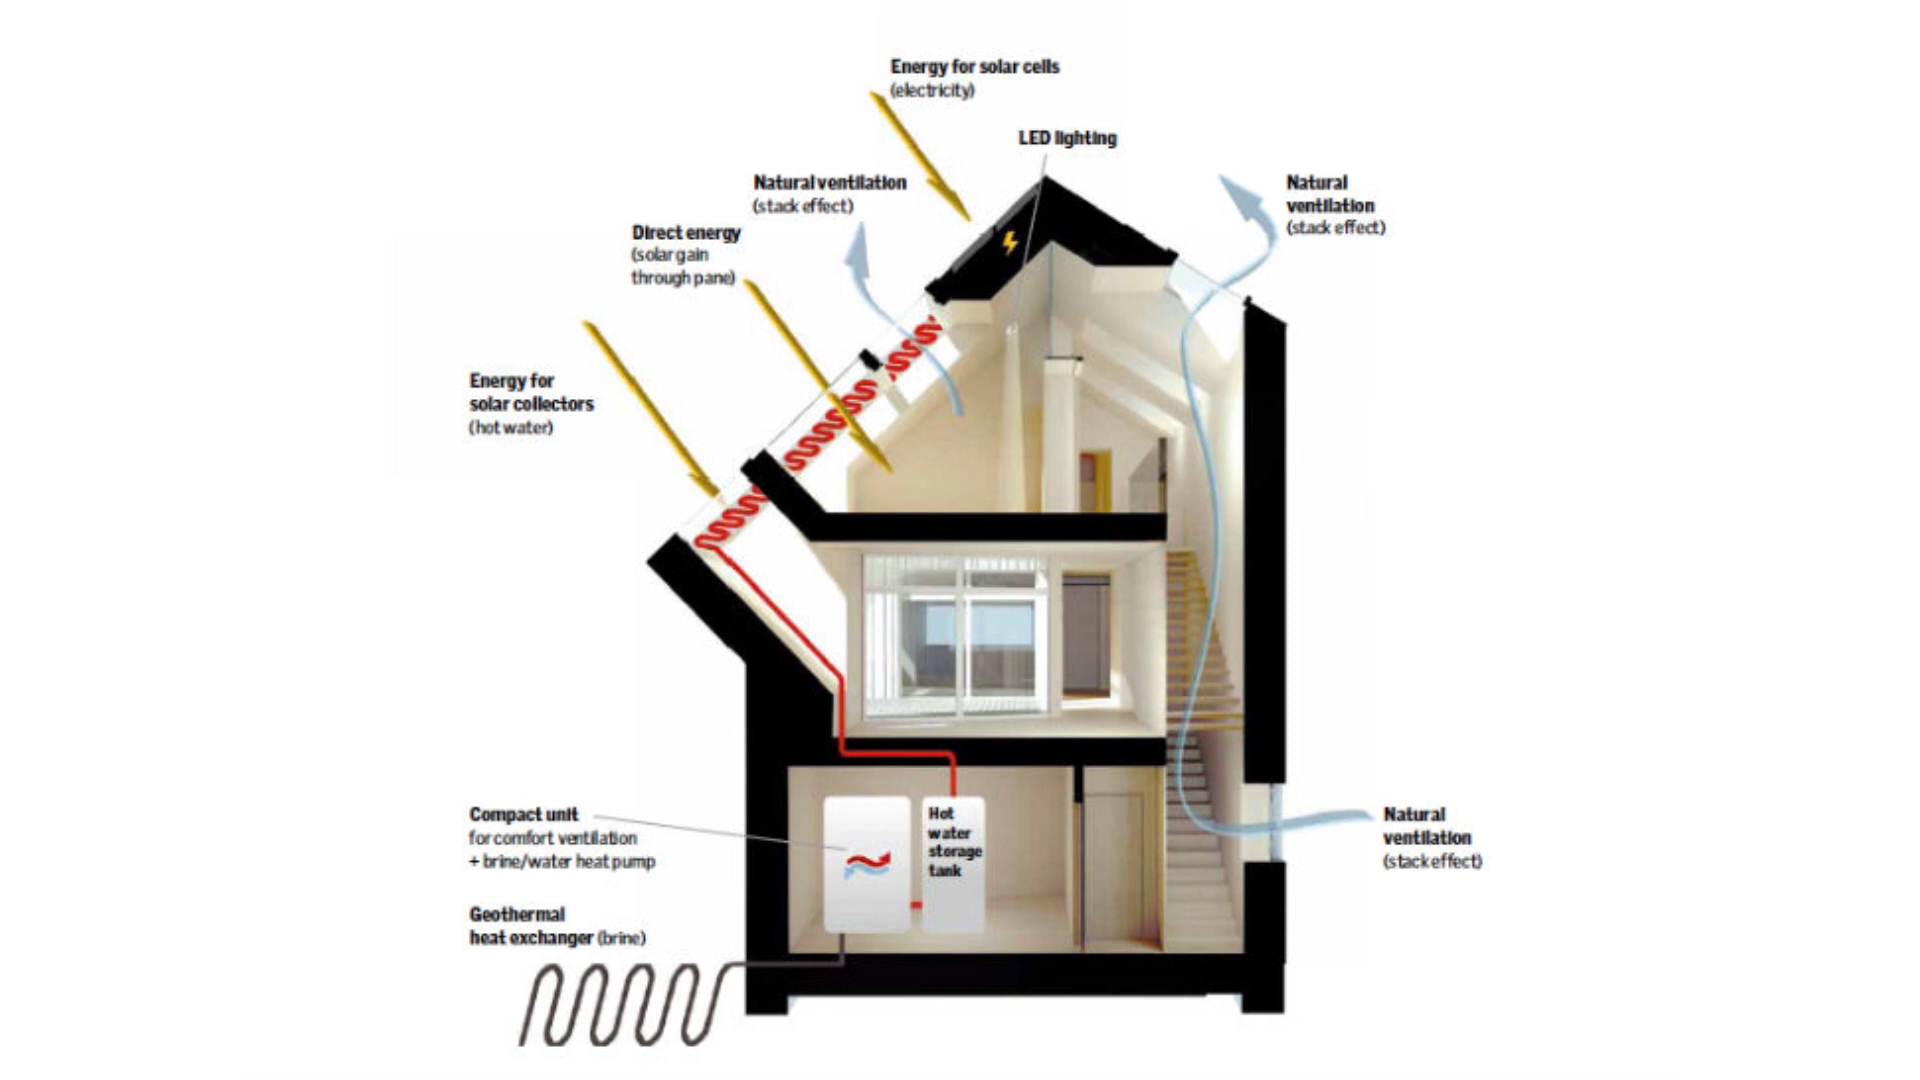 Energy for solar cells
(electricity)
LED lighting
Natural ventilation
(stack effect)
Natural
ventilation
(stack effect)
Direct energy
(solar gain
through pane)
Energy for
solar collectors
(hot water)
Compact unit
for comfort ventilation
+ brine/water heat pump
Hot
water
storage
tank
Natural
ventilation
(stack effect)
Geothermal
heat exchanger (brine)